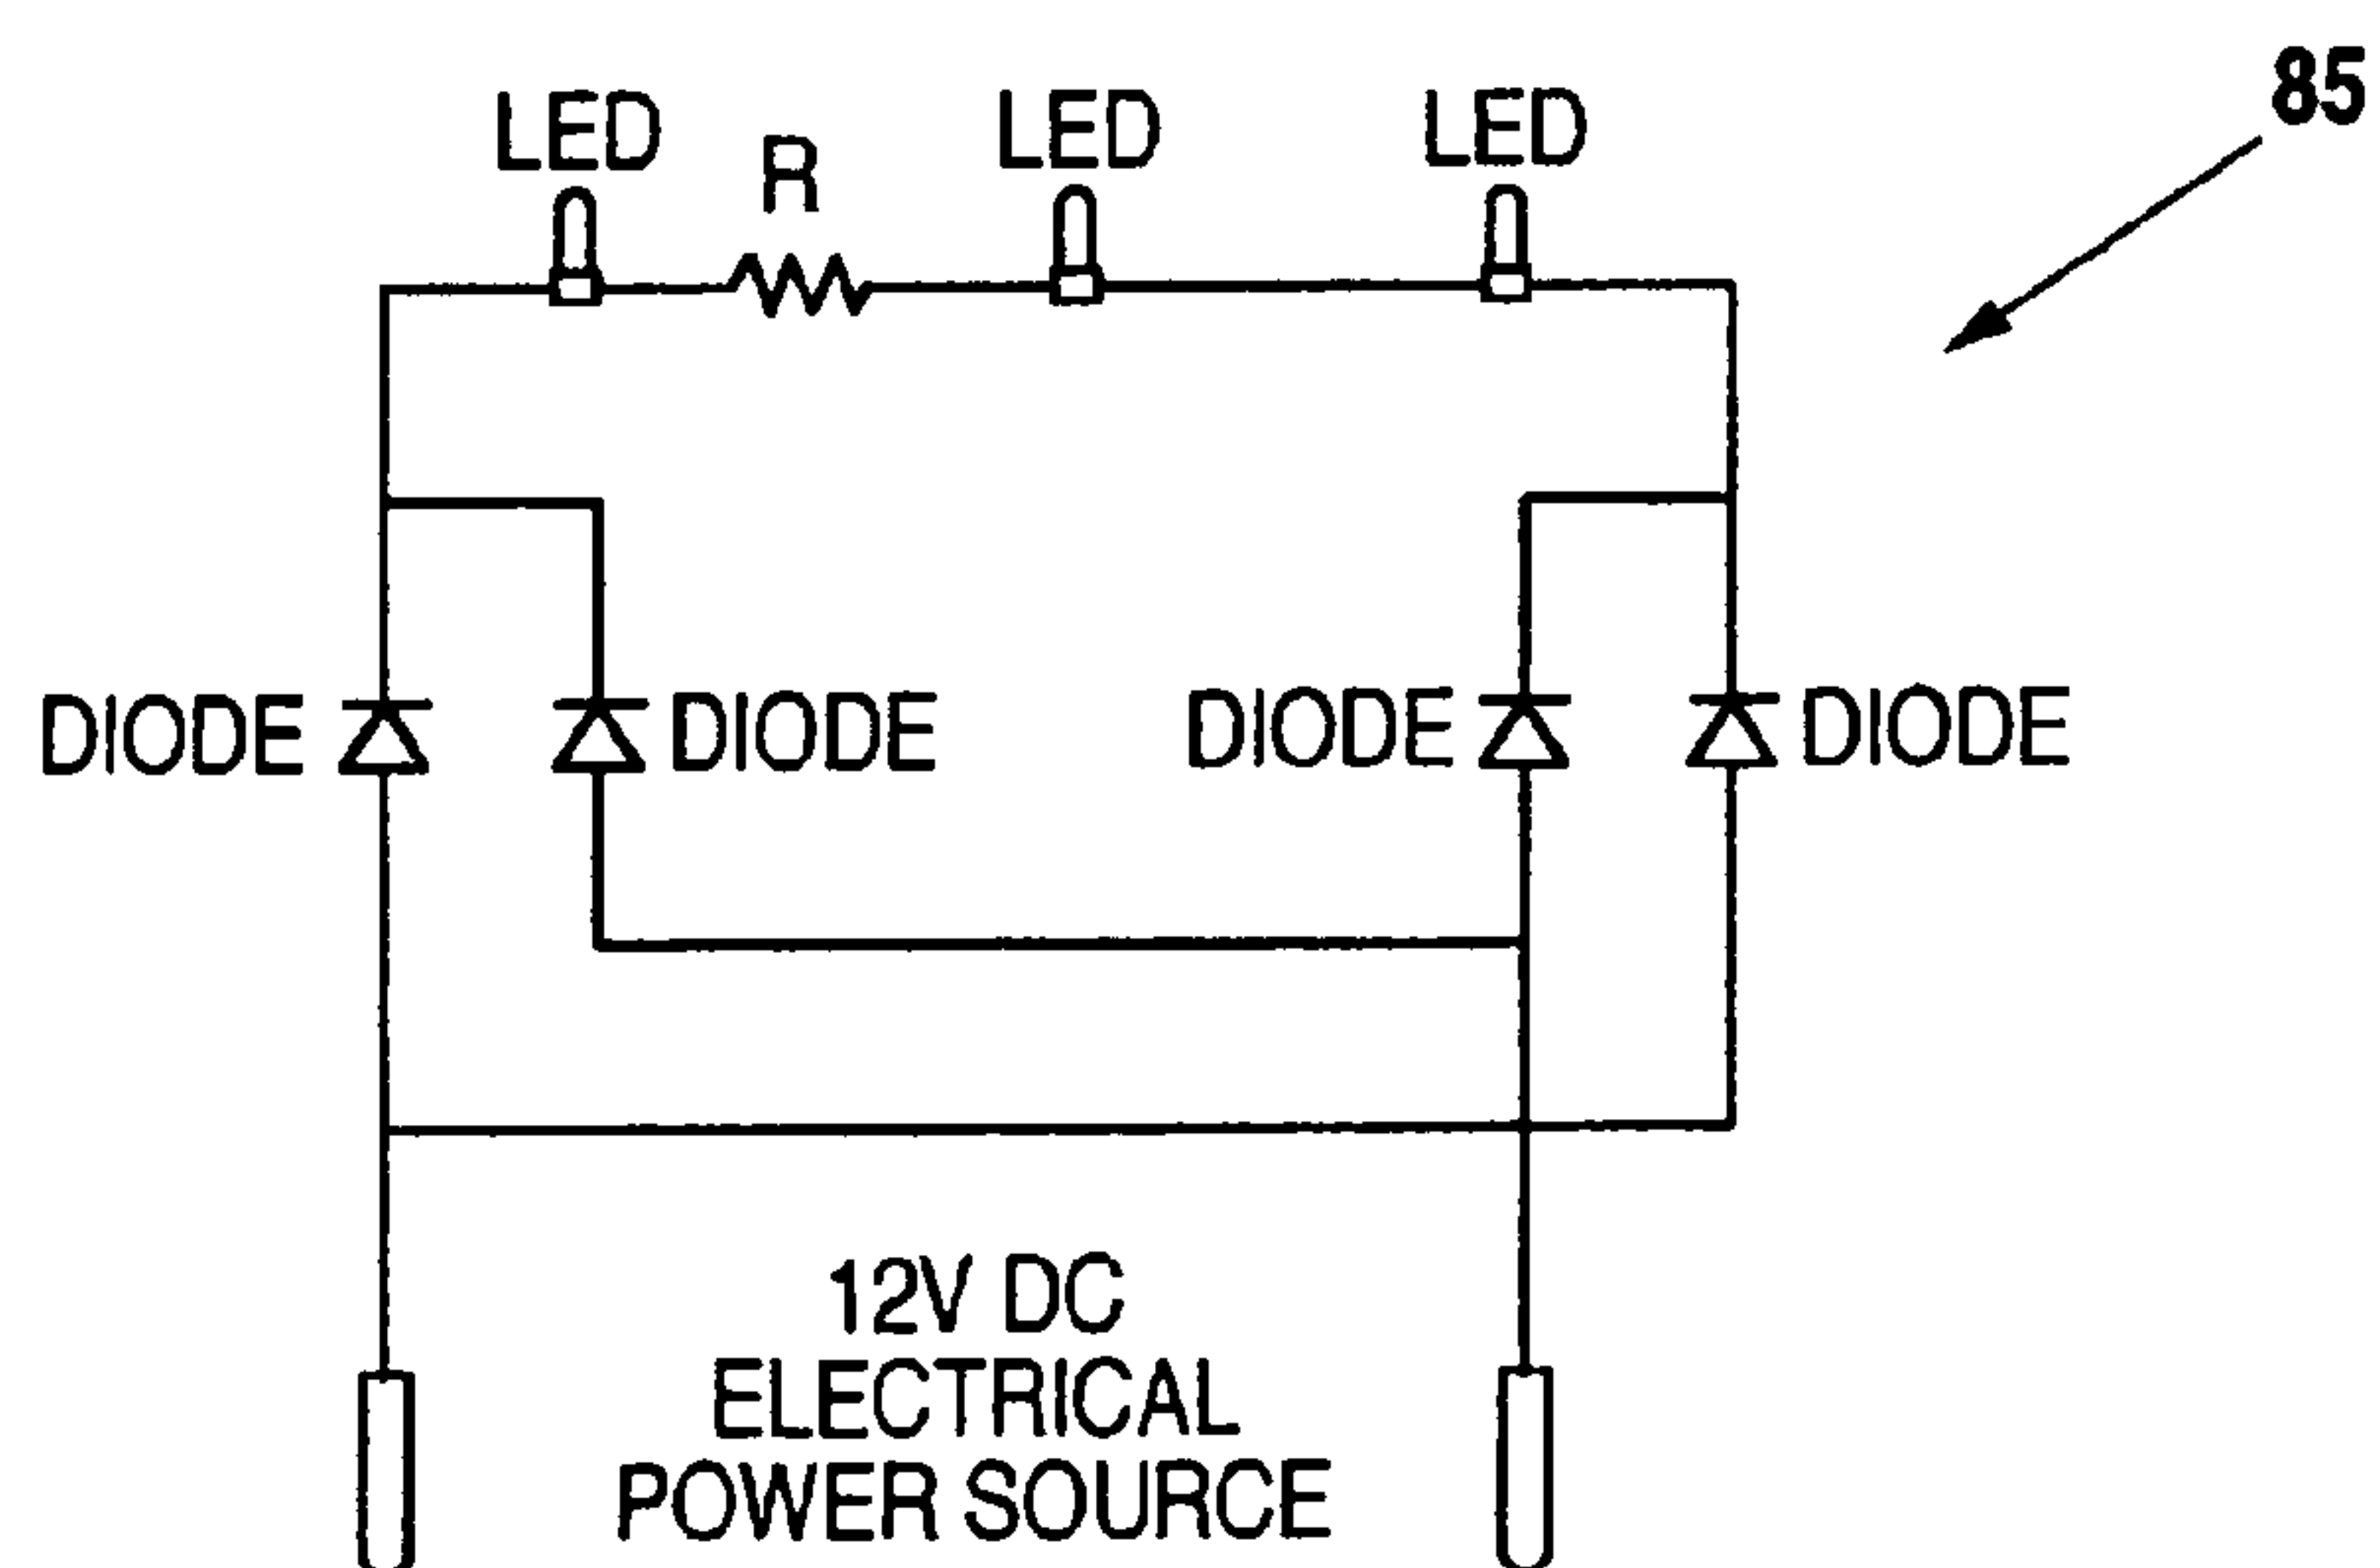 85
LED
LED
LED
R
DIODE
DIODE
DIODE
DIODE
12V DC
ELECTRICAL
POWER SOURCE